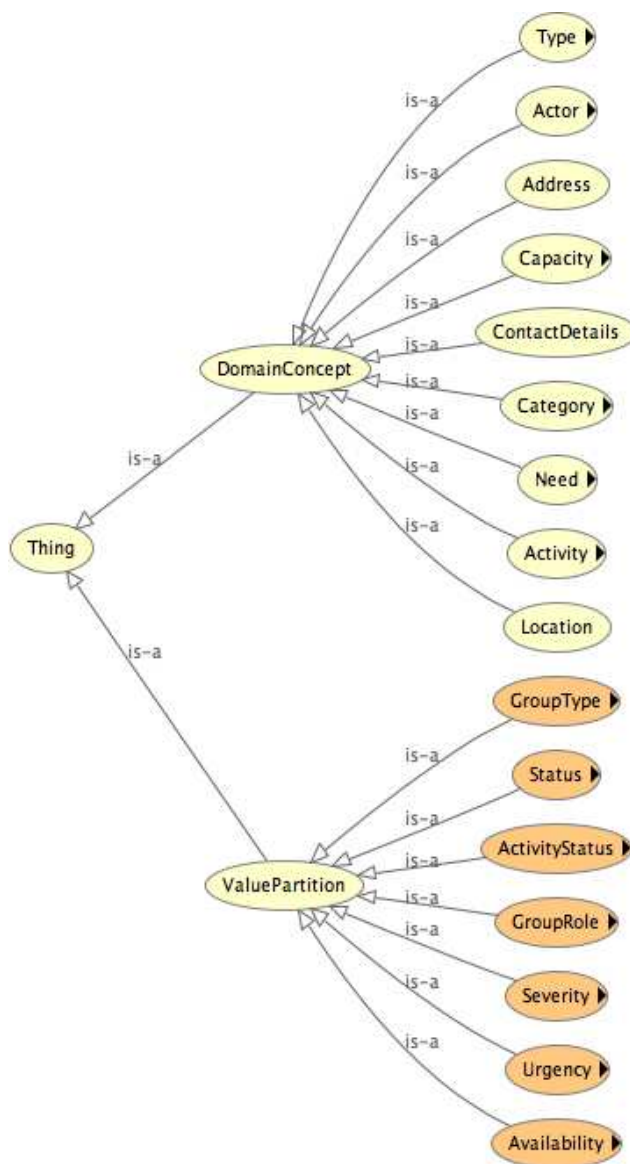 Type
is-a
Actor
is-a
Address
is-a
Capacity
is-a
ContactDetails
is-a
DomainConcept
is-a
Category
is-a
Need
is-a
Activity
is-a
Location
is-a
Thing
is-a
GroupType
is-a
Status
is-a
ActivityStatus
is-a
ValuePartition
GroupRole
is-a
Severity
is-a
Urgency
is-a
Availability
is-a